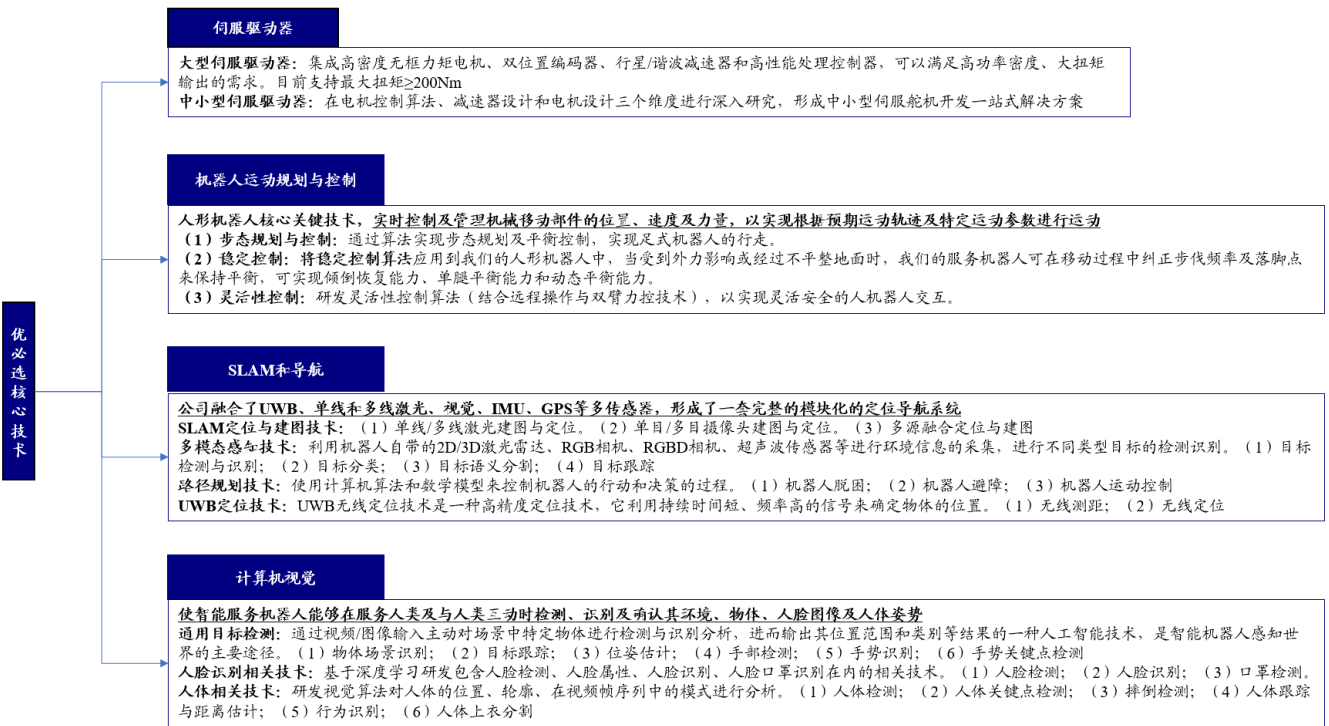 优必选核心技术
伺服驱动器
大型伺服驱动器：集成高密度无框力矩电机、双位置编码器、行星/谐波减速器和高性能处理控制器，可以满足高功率密度、大扭矩
输出的需求。目前支持最大扭矩≥200Nm
中小型伺服驱动器：在电机控制算法、减速器设计和电机设计三个维度进行深入研究，形成中小型伺服舵机开发一站式解决方案
机器人运动规划与控制
人形机器人核心关键技术，实时控制及管理机械移动部件的位置、速度及力量，以实现根据预期运动轨迹及特定运动参数进行运动
（1）步态规划与控制：通过算法实现步态规划及平衡控制，实现足式机器人的行走。
（2）稳定控制：将稳定控制算法应用到我们的人形机器人中，当受到外力影响或经过不平整地面时，我们的服务机器人可在移动过程中纠正步伐频率及落脚点
来保持平衡，可实现倾倒恢复能力、单腿平衡能力和动态平衡能力。
（3）灵活性控制：研发灵活性控制算法（结合远程操作与双臂力控技术），以实现灵活安全的人机器人交互。
SLAM和导航
公司融合了UWB、单线和多线激光、视觉、IMU、GPS等多传感器，形成了一套完整的模块化的定位导航系统
SLAM定位与建图技术：（1）单线/多线激光建图与定位。（2）单目/多目摄像头建图与定位。（3）多源融合定位与建图
多模态感知技术：利用机器人自带的2D/3D激光雷达、RGB相机、RGBD相机、超声波传感器等进行环境信息的采集，进行不同类型目标的检测识别。（1）目标
检测与识别；（2）目标分类；（3）目标语义分割；（4）目标跟踪
路径规划技术：使用计算机算法和数学模型来控制机器人的行动和决策的过程。（1）机器人脱困；（2）机器人避障；（3）机器人运动控制
UWB定位技术：UWB无线定位技术是一种高精度定位技术，它利用持续时间短、频率高的信号来确定物体的位置。（1）无线测距；（2）无线定位
计算机视觉
使智能服务机器人能够在服务人类及与人类互动时检测、识别及确认其环境、物体、人脸图像及人体姿势
通用目标检测：通过视频/图像输入主动对场景中特定物体进行检测与识别分析，进而输出其位置范围和类别等结果的一种人工智能技术，是智能机器人感知世
界的主要途径。（1）物体场景识别；（2）目标跟踪；（3）位姿估计；（4）手部检测；（5）手势识别；（6）手势关键点检测
人脸识别相关技术：基于深度学习研发包含人脸检测、人脸属性、人脸识别、人脸口罩识别在内的相关技术。（1）人脸检测；（2）人脸识别；（3）口罩检测。
人体相关技术：研发视觉算法对人体的位置、轮廓、在视频帧序列中的模式进行分析。（1）人体检测；（2）人体关键点检测；（3）摔倒检测；（4）人体跟踪
与距离估计；（5）行为识别；（6）人体上衣分割